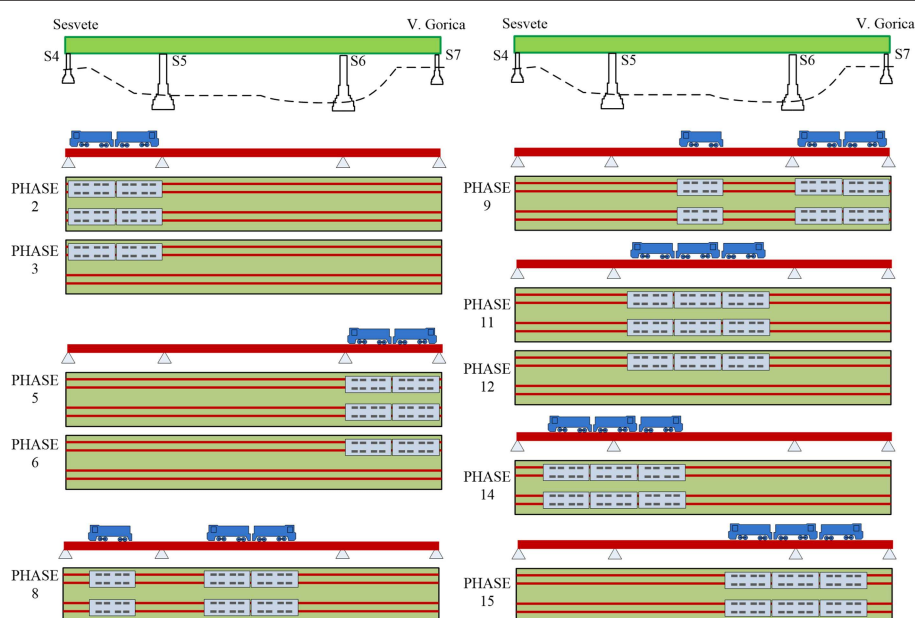 Sesvete
V. Gorica
S4
S5
S6
S7
PHASE
2
PHASE
3
PHASE
5
PHASE
6
PHASE
8
Sesvete
V. Gorica
S4
S5
S6
S7
PHASE
9
PHASE
11
PHASE
12
PHASE
14
PHASE
15